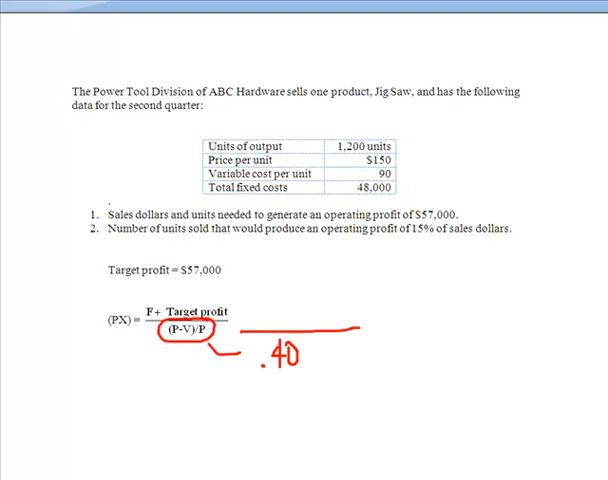 The Power Tool Division of ABC Hardware sells one product, Jig Saw, and has the following
data for the second quarter:
Units of output 1,200 units
Price per unit $150
Variable cost per unit 90
Total fixed costs 48,000
.
1. Sales dollars and units needed to generate an operating profit of $57,000.
2. Number of units sold that would produce an operating profit of 15% of sales dollars.
Target profit = $57,000
F+ Target profit
(PX) =
(P-V)/P
.40